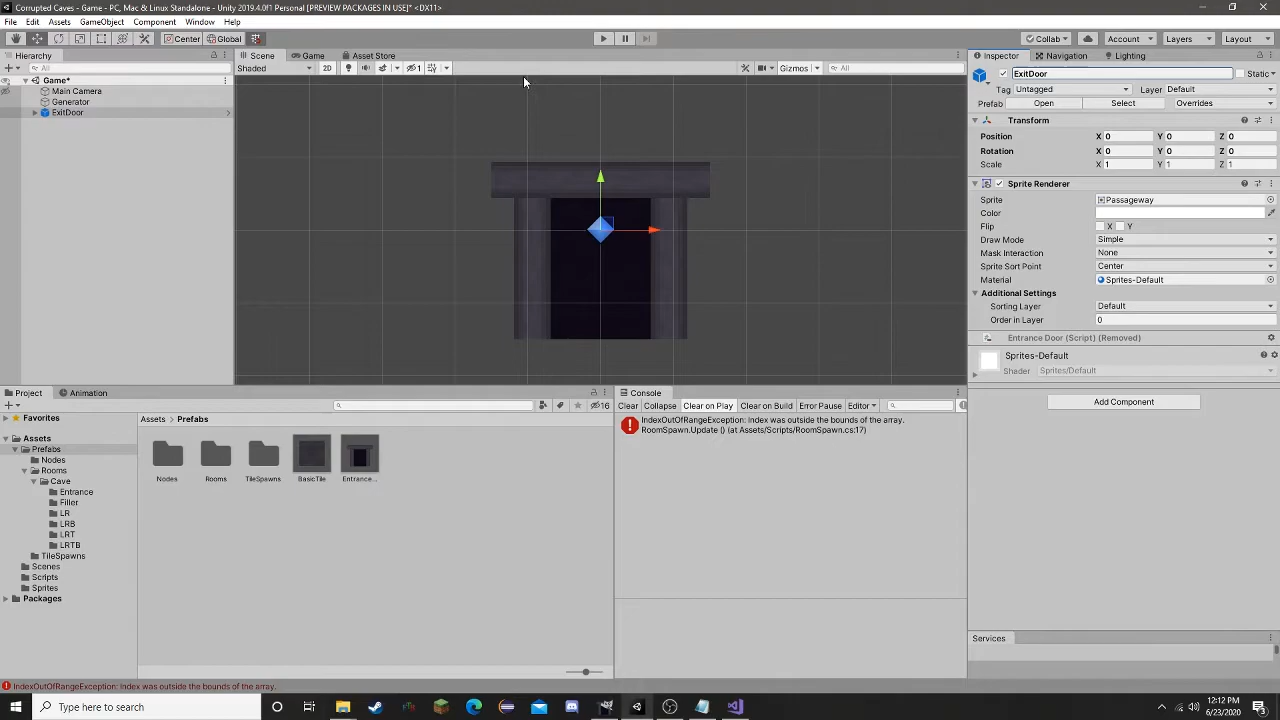 Corrupted Caves - Game - PC, Mac & Linux Standalone - Unity 2019.4.0f1 Personal [PREVIEW PACKAGES IN USE]* <DX11>
File Edit Assets GameObject Component Window Help
Center Global Collab Account Layers Layout
Hierarchy Scene Game Asset Store Inspector Navigation Lighting
All Shaded 2D 1 Gizmos All ExitDoor Static
Game*
Main Camera
Generator
ExitDoor
Tag Untagged Layer Default
Prefab Open Select Overrides
Transform
Position X 0 Y 0 Z 0
Rotation X 0 Y 0 Z 0
Scale X 1 Y 1 Z 1
Sprite Renderer
Sprite Passageway
Color
Flip X Y
Draw Mode Simple
Mask Interaction None
Sprite Sort Point Center
Material Sprites-Default
Additional Settings
Sorting Layer Default
Order in Layer 0
Entrance Door (Script) (Removed)
Sprites-Default
Shader Sprites/Default
Add Component
Project Animation Console
16 Clear Collapse Clear on Play Clear on Build Error Pause Editor
Favorites
Assets
Prefabs
Nodes
Rooms
Cave
Entrance
Filler
LR
LRB
LRT
LRTB
TileSpawns
Scenes
Scripts
Sprites
Packages
Assets > Prefabs
Nodes Rooms TileSpawns BasicTile Entrance...
IndexOutOfRangeException: Index was outside the bounds of the array.
RoomSpawn.Update () (at Assets/Scripts/RoomSpawn.cs:17)
Services
IndexOutOfRangeException: Index was outside the bounds of the array.
Type here to search
12:12 PM
6/23/2020